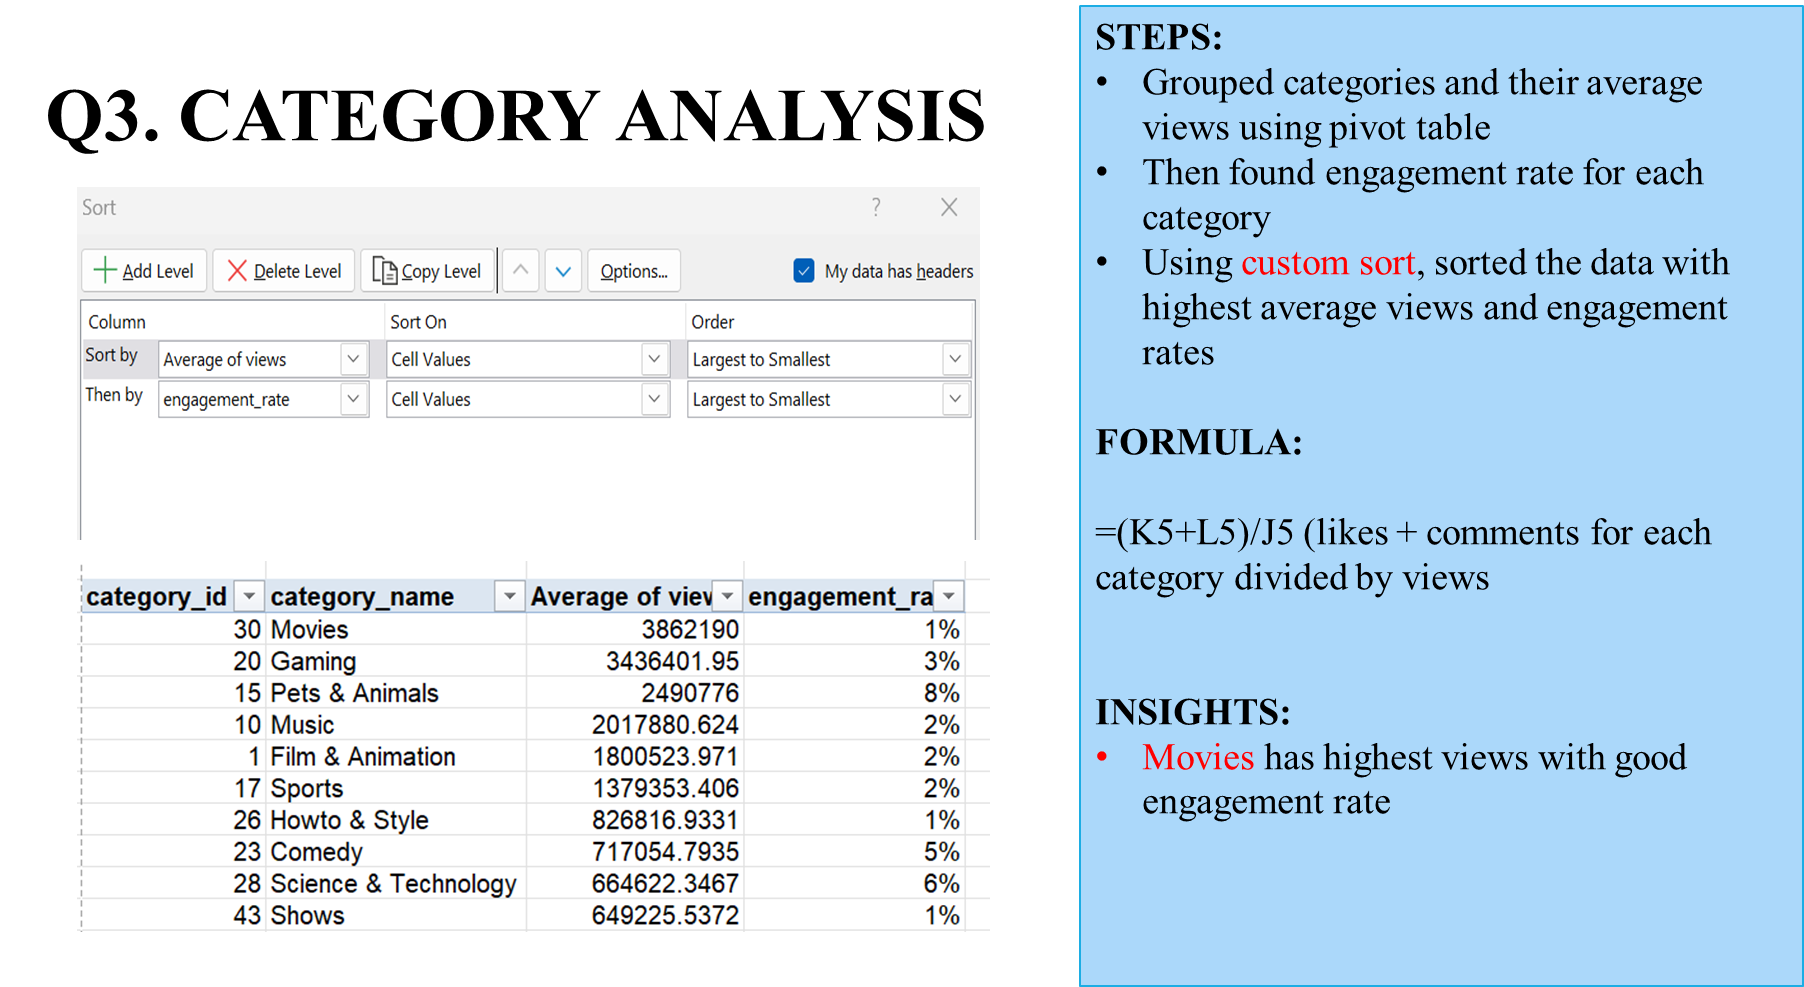 Q3. CATEGORY ANALYSIS
Sort
?
Add Level
Delete Level
Copy Level
Options...
My data has headers
Column Sort On Order
Sort by Average of views Cell Values Largest to Smallest
Then by engagement_rate Cell Values Largest to Smallest
category_id category_name Average of view engagement_ra
30 Movies 3862190 1%
20 Gaming 3436401.95 3%
15 Pets & Animals 2490776 8%
10 Music 2017880.624 2%
1 Film & Animation 1800523.971 2%
17 Sports 1379353.406 2%
26 Howto & Style 826816.9331 1%
23 Comedy 717054.7935 5%
28 Science & Technology 664622.3467 6%
43 Shows 649225.5372 1%
STEPS:
• Grouped categories and their average
views using pivot table
• Then found engagement rate for each
category
• Using custom sort, sorted the data with
highest average views and engagement
rates
FORMULA:
=(K5+L5)/J5 (likes + comments for each
category divided by views
INSIGHTS:
• Movies has highest views with good
engagement rate